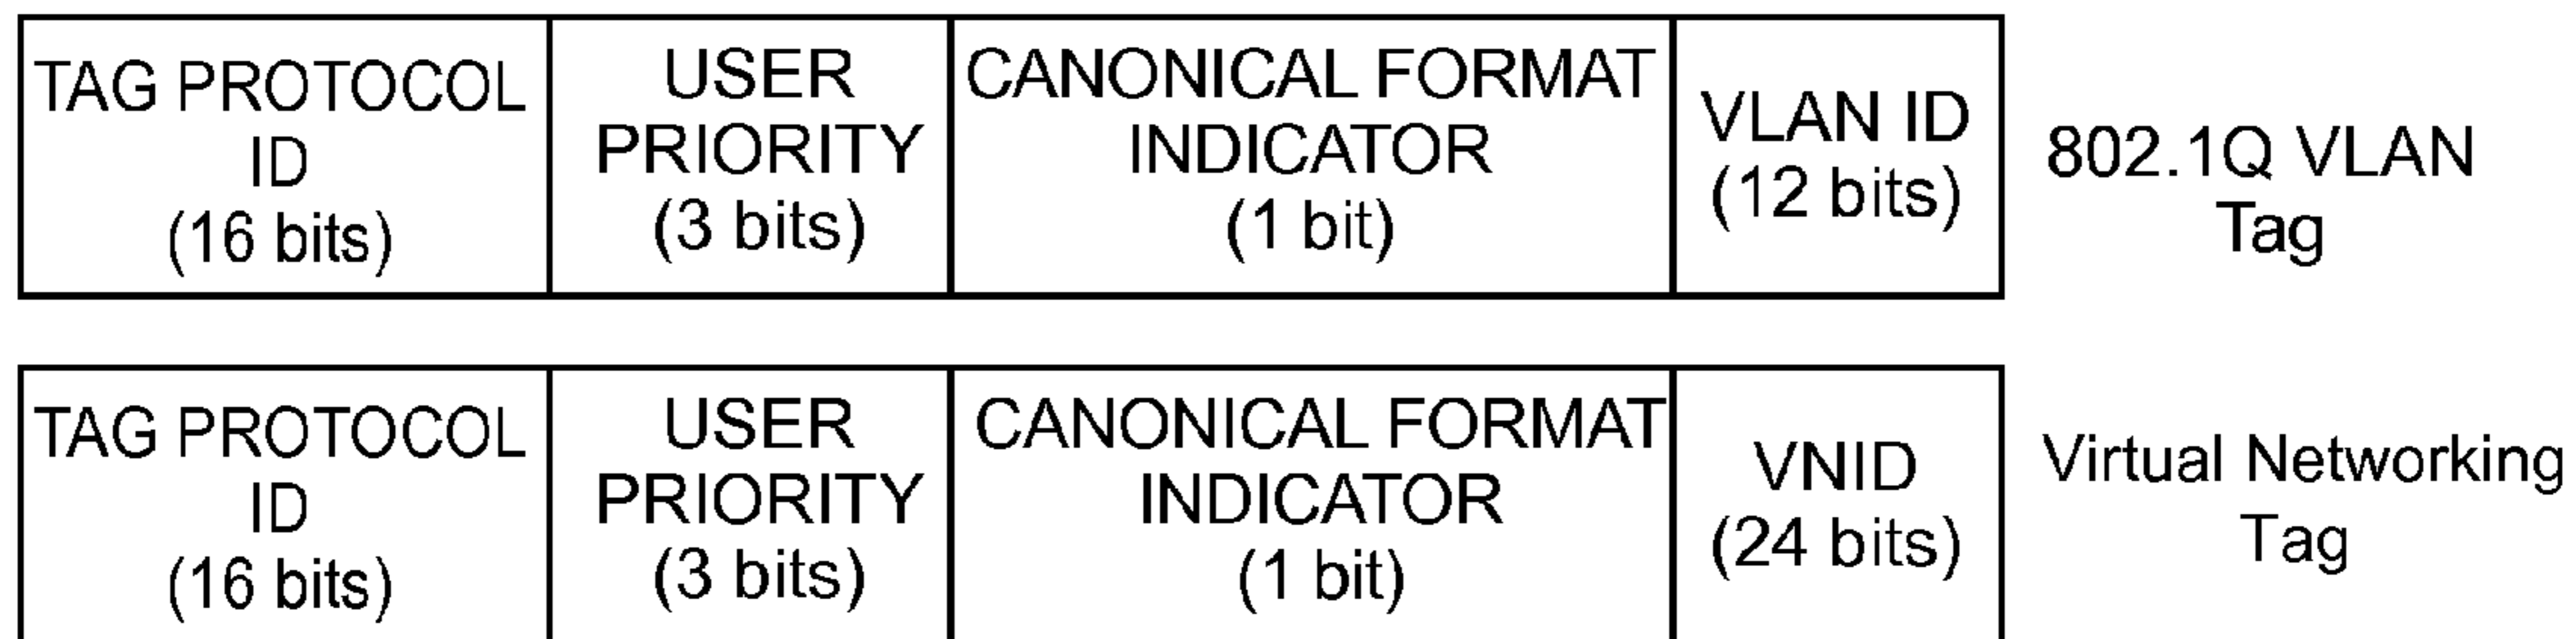 TAG PROTOCOL
ID
(16 bits)
USER
PRIORITY
(3 bits)
CANONICAL FORMAT
INDICATOR
(1 bit)
VLAN ID
(12 bits)
802.1Q VLAN
Tag
TAG PROTOCOL
ID
(16 bits)
USER
PRIORITY
(3 bits)
CANONICAL FORMAT
INDICATOR
(1 bit)
VNID
(24 bits)
Virtual Networking
Tag